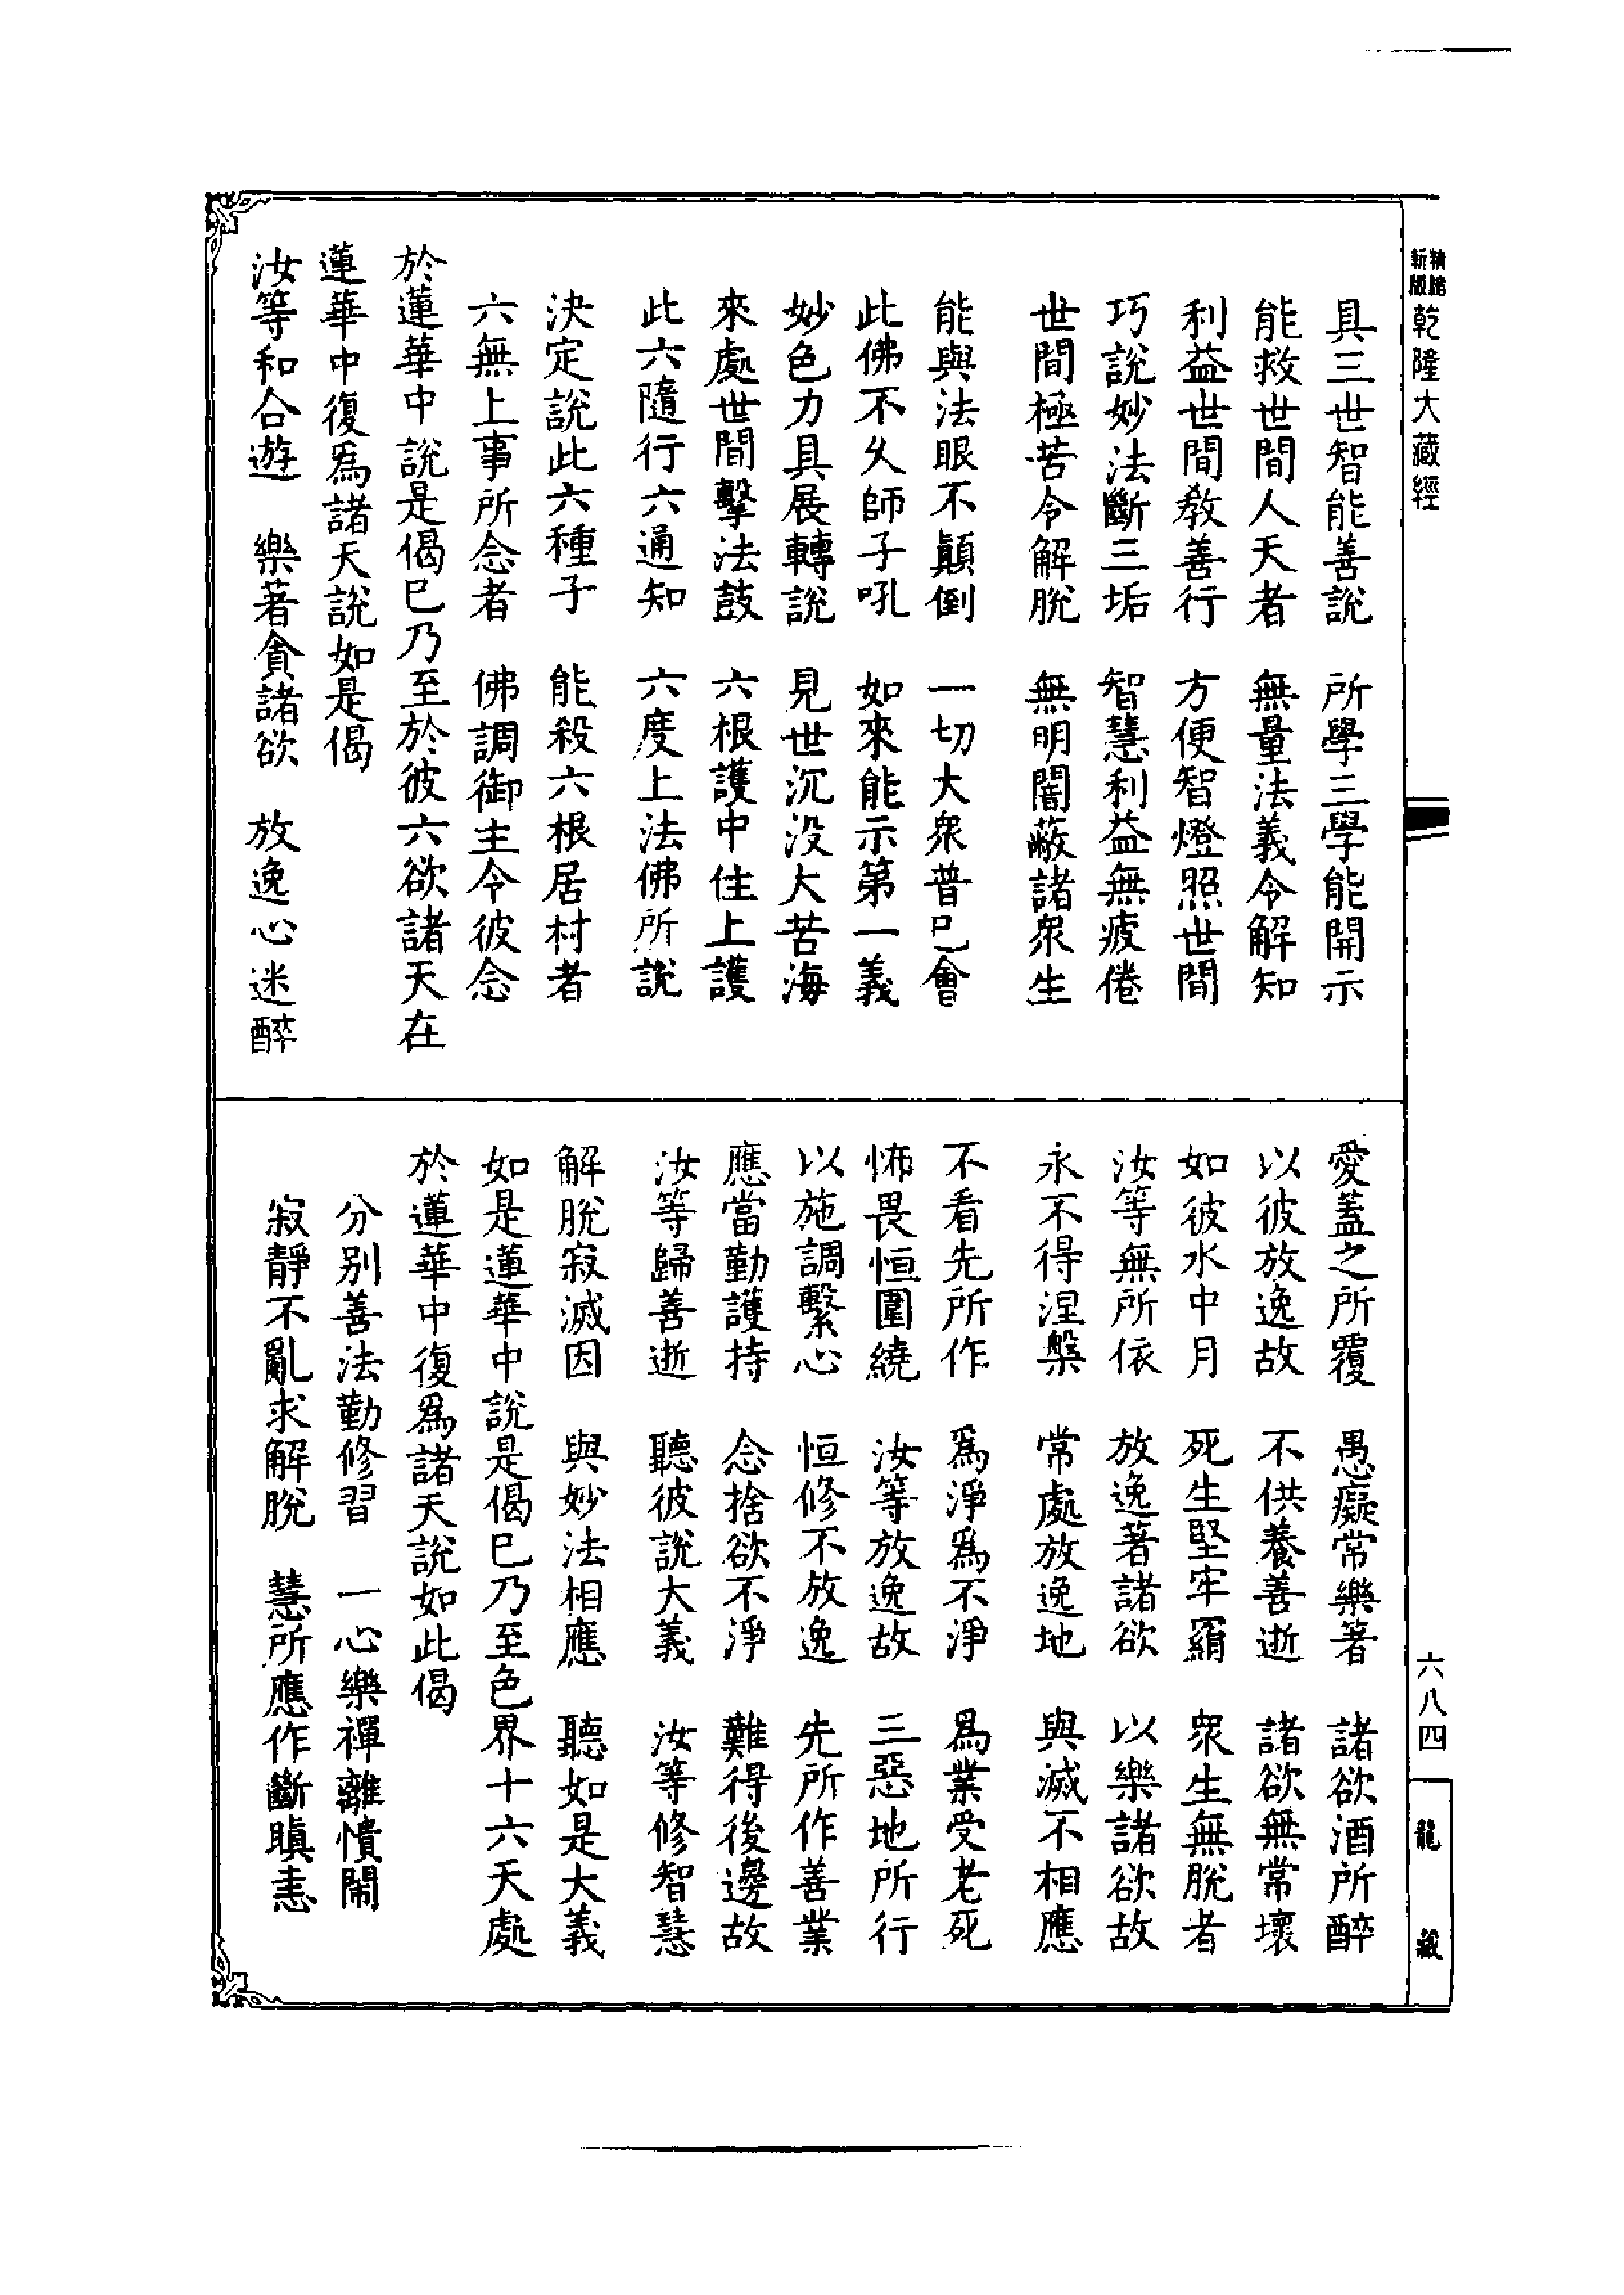 新版精縮乾隆大藏經
具三世智能善說　所學三學能開示
能救世間人天者　無量法義令解知
利益世間教善行　方便智燈照世間
巧說妙法斷三垢　智慧利益無疲倦
世間極苦令解脫　無明闇蔽諸衆生
能與法眼不顚倒　一切大衆普巳會
此佛不久師子吼　如來能示第一義
妙色力具展轉說　見世沉没大苦海
來處世間擊法鼓　六根護中住上護
此六隨行六通知　六度上法佛所說
決定說此六種子　能殺六根居村者
六無上事所念者　佛調御主令彼念
於蓮華中說是偈巳乃至於彼六欲諸天在
蓮華中復爲諸天說如是偈
汝等和合遊　樂著貪諸欲　放逸心迷醉
愛蓋之所覆　愚癡常樂著　諸欲酒所醉
以彼放逸故　不供養善逝　諸欲無常壞
如彼水中月　死生堅牢羂　衆生無脫者
汝等無所依　放逸著諸欲　以樂諸欲故
永不得涅槃　常處放逸地　與滅不相應
不看先所作　爲淨爲不淨　爲業受老死
怖畏恒圍繞　汝等放逸故　三惡地所行
以施調繫心　恒修不放逸　先所作善業
應當勤護持　念捨欲不淨　難得後邊故
汝等歸善逝　聽彼說大義　汝等修智慧
解脫寂滅因　與妙法相應　聽如是大義
如是蓮華中說是偈巳乃至色界十六天處
於蓮華中復爲諸天說如此偈
分别善法勤修習　一心樂禪離憒閙
寂靜不亂求解脫　慧所應作斷瞋恚
六八四
龍藏